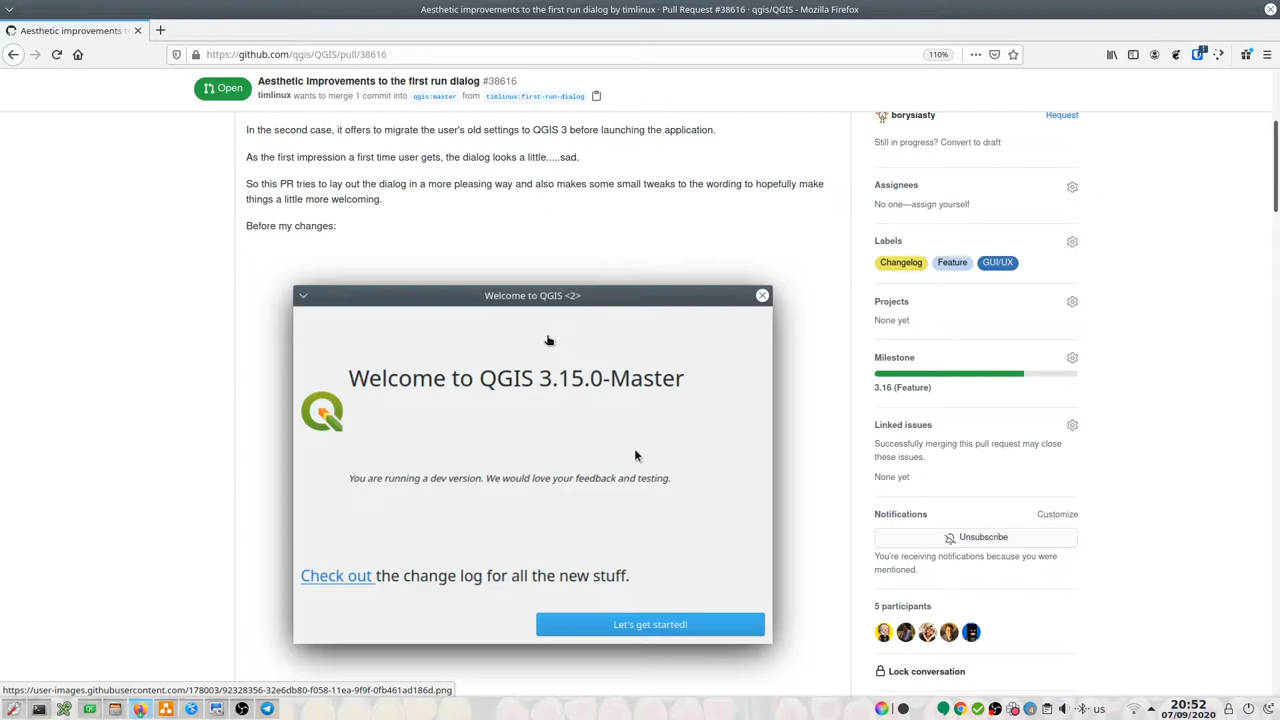 Aesthetic improvements to the first run dialog by timlinux · Pull Request #38616 · qgis/QGIS - Mozilla Firefox
Aesthetic improvements t
https://github.com/qgis/QGIS/pull/38616
110%
Open
Aesthetic improvements to the first run dialog #38616
timlinux wants to merge 1 commit into qgis:master from timlinux:first-run-dialog
In the second case, it offers to migrate the user's old settings to QGIS 3 before launching the application.
As the first impression a first time user gets, the dialog looks a little.....sad.
So this PR tries to lay out the dialog in a more pleasing way and also makes some small tweaks to the wording to hopefully make
things a little more welcoming.
Before my changes:
Welcome to QGIS <2>
Welcome to QGIS 3.15.0-Master
You are running a dev version. We would love your feedback and testing.
Check out the change log for all the new stuff.
Let's get started!
borysiasty Request
Still in progress? Convert to draft
Assignees
No one—assign yourself
Labels
Changelog Feature GUI/UX
Projects
None yet
Milestone
3.16 (Feature)
Linked issues
Successfully merging this pull request may close
these issues.
None yet
Notifications Customize
Unsubscribe
You're receiving notifications because you were
mentioned.
5 participants
Lock conversation
https://user-images.githubusercontent.com/178003/92328356-32e6db80-f058-11ea-9f9f-0fb461ad186d.png
us
20:52
07/09/2020